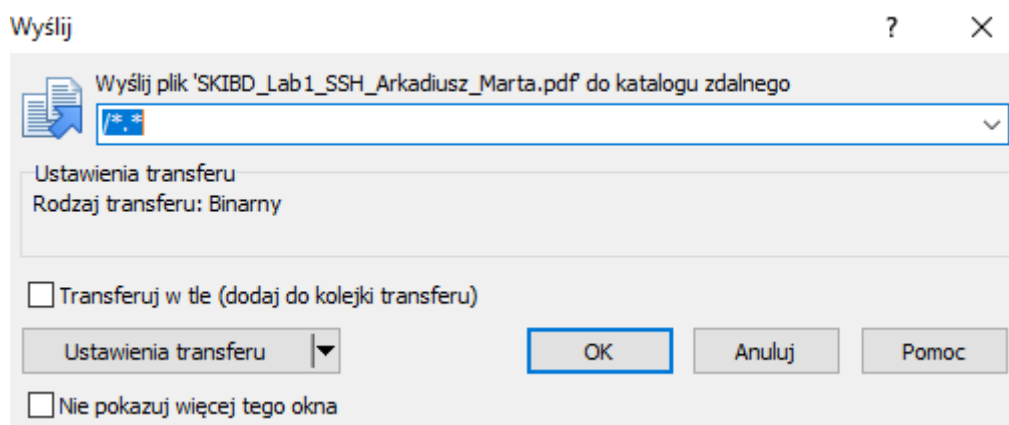 Wyślij
? ✕
Wyślij plik 'SKIBD_Lab1_SSH_Arkadiusz_Marta.pdf' do katalogu zdalnego
/*.*
Ustawienia transferu
Rodzaj transferu: Binarny
Transferuj w tle (dodaj do kolejki transferu)
Ustawienia transferu OK Anuluj Pomoc
Nie pokazuj więcej tego okna